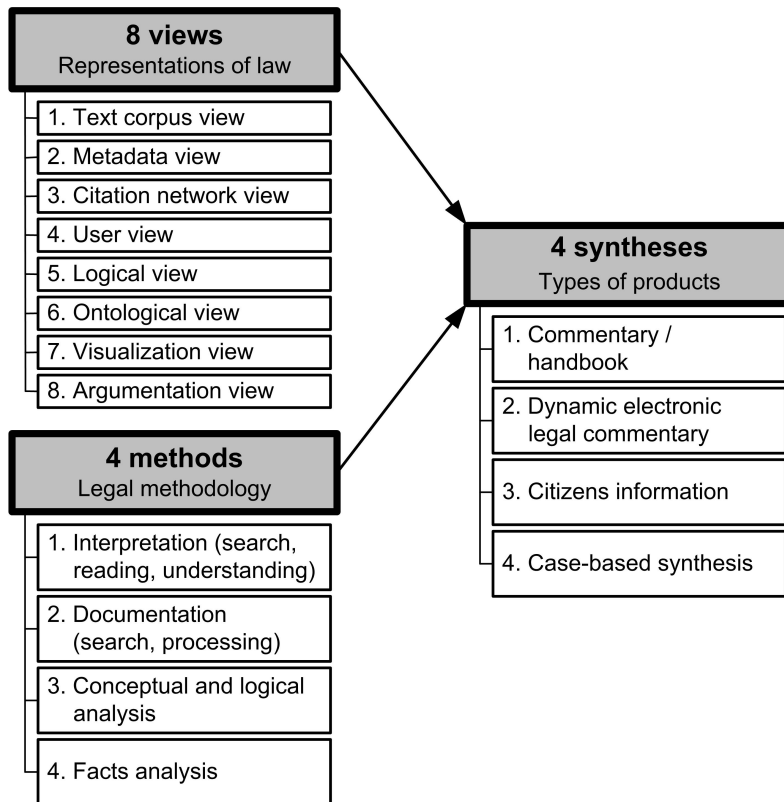 8 views
Representations of law
1. Text corpus view
2. Metadata view
3. Citation network view
4. User view
5. Logical view
6. Ontological view
7. Visualization view
8. Argumentation view
4 methods
Legal methodology
1. Interpretation (search,
reading, understanding)
2. Documentation
(search, processing)
3. Conceptual and logical
analysis
4. Facts analysis
4 syntheses
Types of products
1. Commentary /
handbook
2. Dynamic electronic
legal commentary
3. Citizens information
4. Case-based synthesis